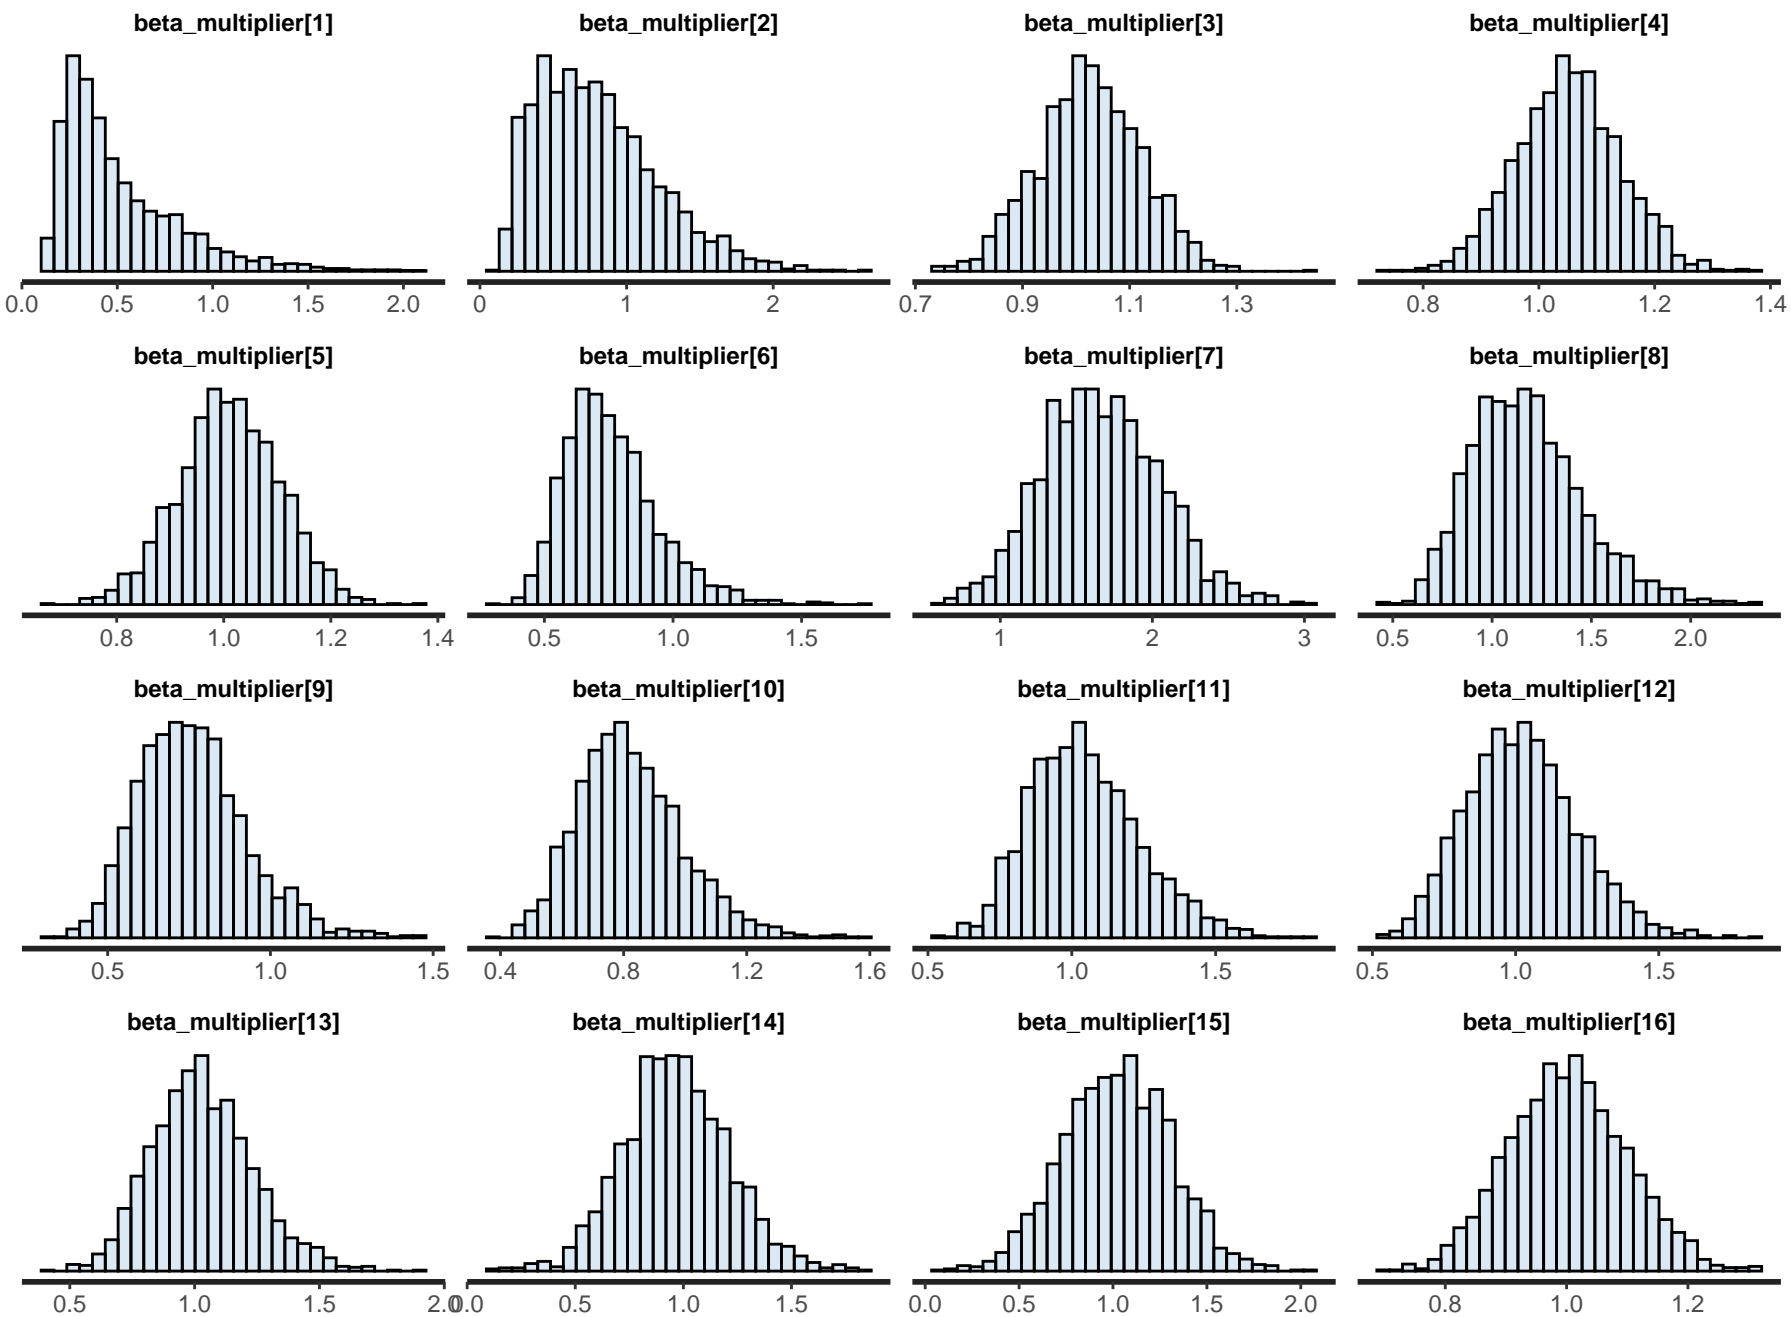 beta_multiplier[1] beta_multiplier[2] beta_multiplier[3] beta_multiplier[4]
0.0 0.5 1.0 1.5 2.0 0 1 2 0.7 0.9 1.1 1.3 0.8 1.0 1.2 1.4
beta_multiplier[5] beta_multiplier[6] beta_multiplier[7] beta_multiplier[8]
0.8 1.0 1.2 1.4 0.5 1.0 1.5 1 2 3 0.5 1.0 1.5 2.0
beta_multiplier[9] beta_multiplier[10] beta_multiplier[11] beta_multiplier[12]
0.5 1.0 1.5 0.4 0.8 1.2 1.6 0.5 1.0 1.5 0.5 1.0 1.5
beta_multiplier[13] beta_multiplier[14] beta_multiplier[15] beta_multiplier[16]
0.5 1.0 1.5 2.0 0.0 0.5 1.0 1.5 0.0 0.5 1.0 1.5 2.0 0.8 1.0 1.2